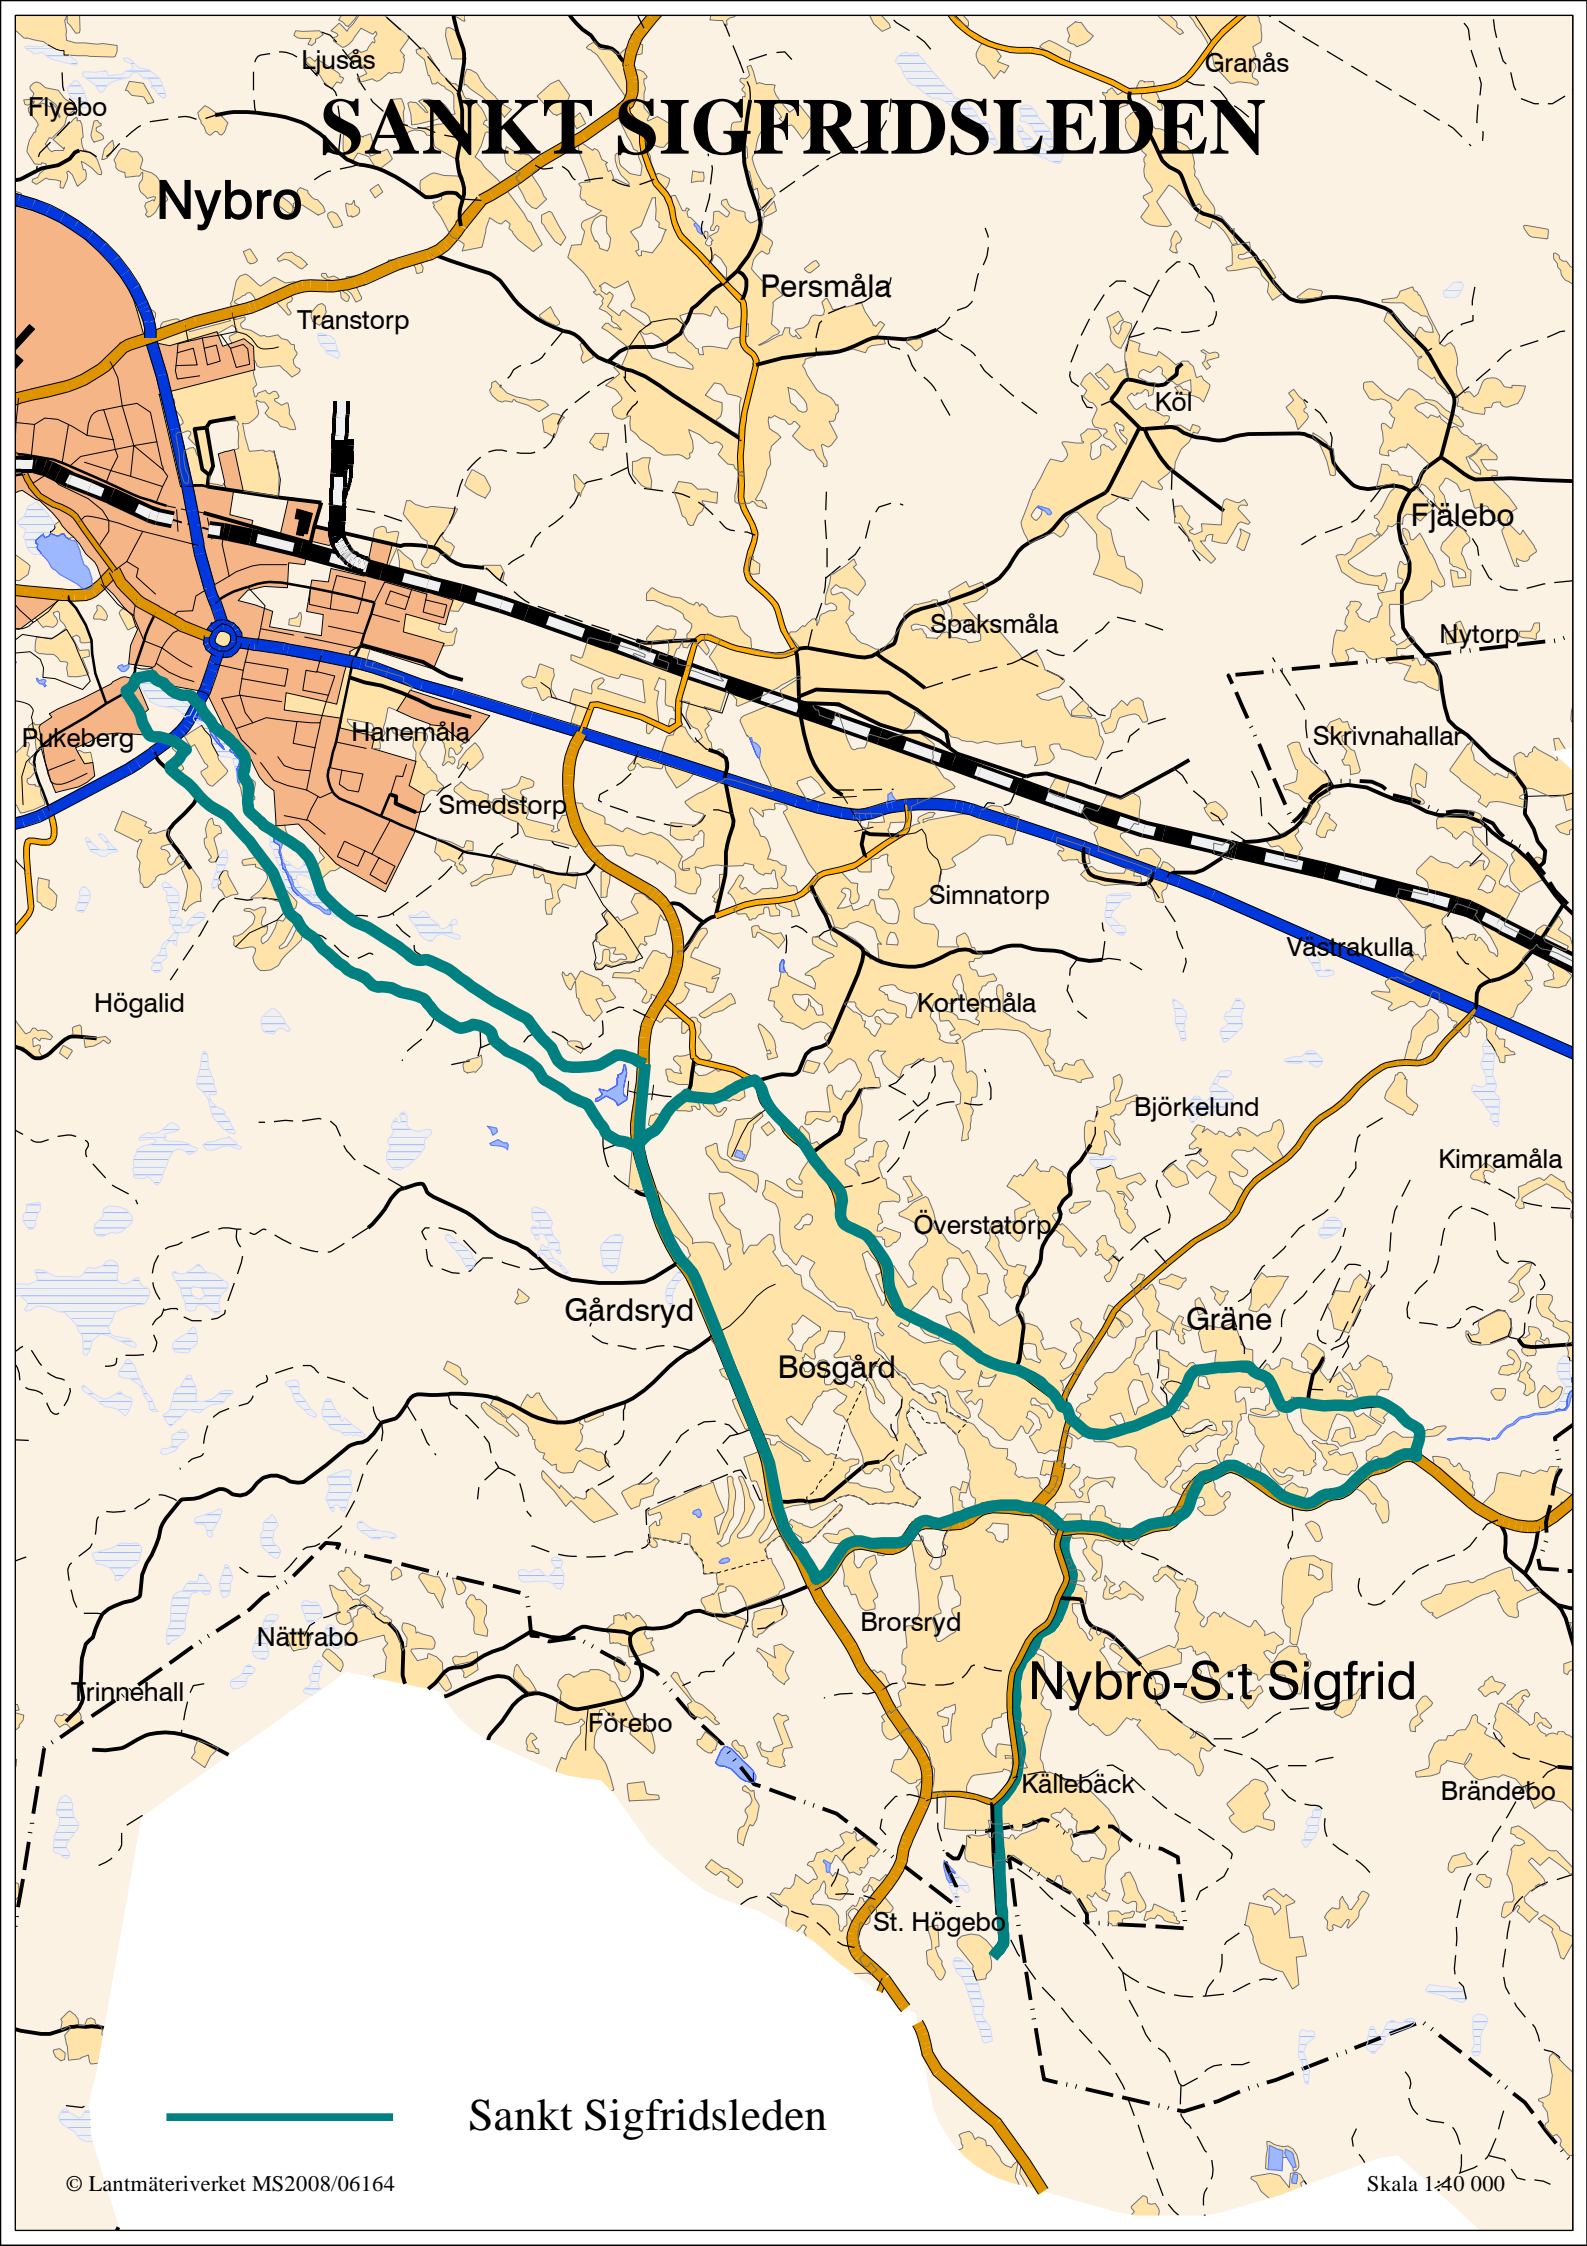 Ljusås
Granås
Flyebo
SANKT SIGFRIDSLEDEN
Nybro
Persmåla
Transtorp
Köl
Fjälebo
Spaksmåla
Nytorp
Pukeberg
Hanemåla
Skrivnahallar
Smedstorp
Simnatorp
Västrakulla
Högalid
Kortemåla
Björkelund
Kimramåla
Överstatorp
Gårdsryd
Gräne
Bosgård
Brorsryd
Nättrabo
Nybro-S:t Sigfrid
Trinnehall
Förebo
Källebäck
Brändebo
St. Högebo
Sankt Sigfridsleden
© Lantmäteriverket MS2008/06164
Skala 1:40 000